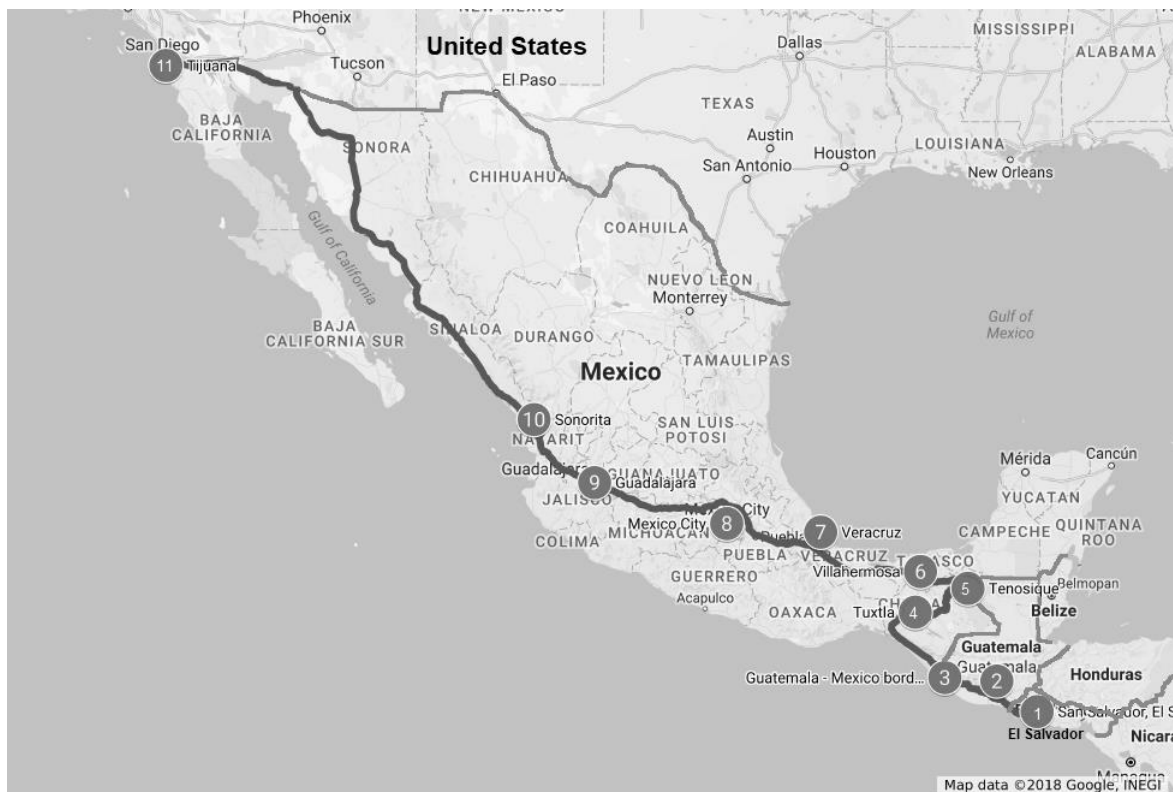 NEW MEXICO
MISSISSIPPI
Phoenix
United States
Dallas
San Diego
ALABAMA
11
Tijuana
Tucson
El Paso
TEXAS
BAJA
CALIFORNIA
SONORA
Austin
LOUISIANA
San Antonio
Houston
CHIHUAHUA
New Orleans
COAHUILA
Gulf of California
NUEVO LEON
Monterrey
Gulf of
Mexico
BAJA
CALIFORNIA SUR
SINALOA
DURANGO
TAMAULIPAS
Mexico
10
Sonorita
NAYARIT
SAN LUIS
POTOSI
Cancún
Mérida
Guadalajara
9
Guadalajara
GUANAJUATO
YUCATAN
JALISCO
Mexico City
Mexico City
8
7
Veracruz
CAMPECHE
QUINTANA
ROO
COLIMA
MICHOACAN
Puebla
PUEBLA
VERACRUZ
TABASCO
Villahermosa
6
GUERRERO
5
Tenosique
Belmopan
Acapulco
OAXACA
Tuxtla
4
Belize
Guatemala
Guatemala
Guatemala - Mexico bord...
3
2
Honduras
1
San Salvador, El S
El Salvador
Nicara
Map data ©2018 Google, INEGI